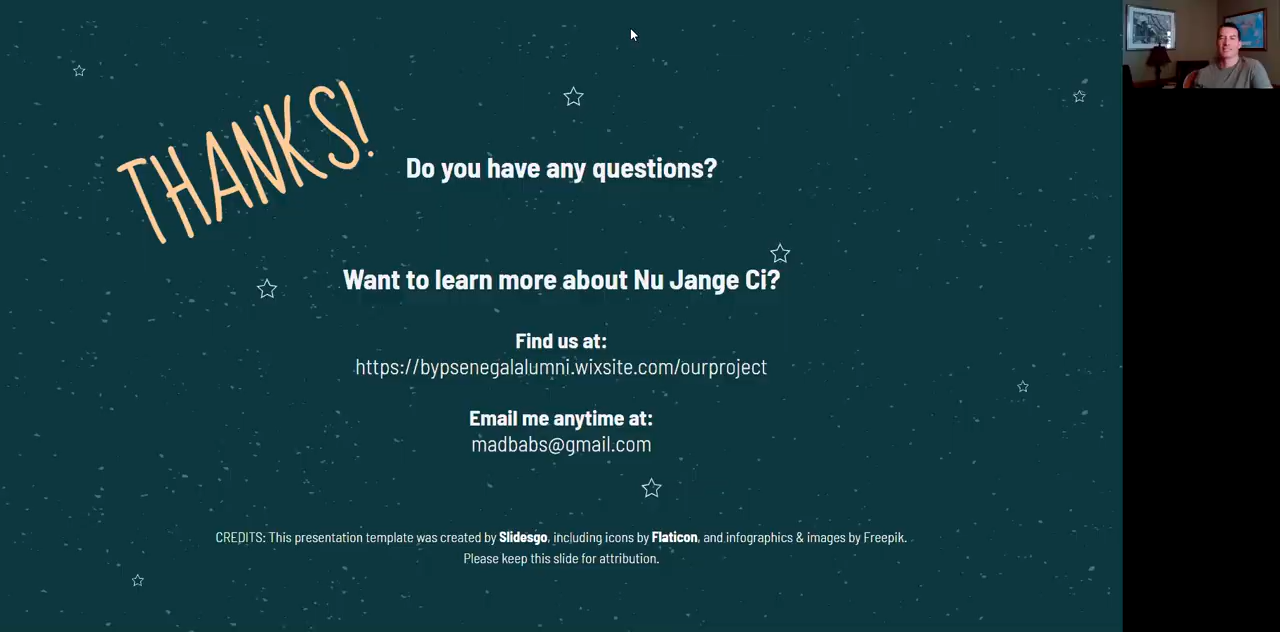 THANKS!
Do you have any questions?
Want to learn more about Nu Jange Ci?
Find us at:
https://bypsenegalalumni.wixsite.com/ourproject
Email me anytime at:
madbabs@gmail.com
CREDITS: This presentation template was created by Slidesgo, including icons by Flaticon, and infographics & images by Freepik.
Please keep this slide for attribution.